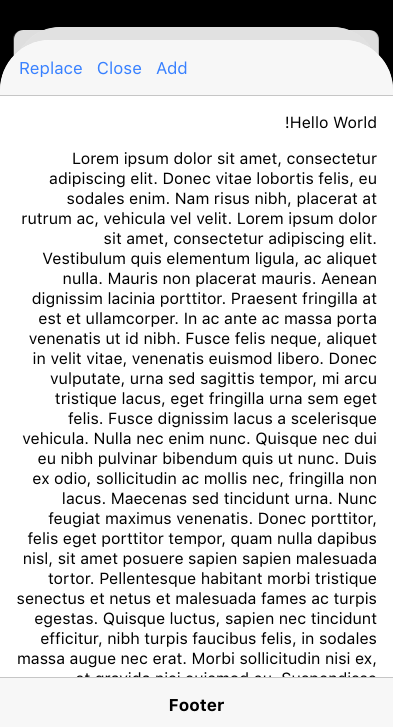 Replace Close Add
!Hello World
Lorem ipsum dolor sit amet, consectetur
adipiscing elit. Donec vitae lobortis felis, eu
sodales enim. Nam risus nibh, placerat at
rutrum ac, vehicula vel velit. Lorem ipsum dolor
sit amet, consectetur adipiscing elit.
Vestibulum quis elementum ligula, ac aliquet
nulla. Mauris non placerat mauris. Aenean
dignissim lacinia porttitor. Praesent fringilla at
est et ullamcorper. In ac ante ac massa porta
venenatis ut id nibh. Fusce felis neque, aliquet
in velit vitae, venenatis euismod libero. Donec
vulputate, urna sed sagittis tempor, mi arcu
tristique lacus, eget fringilla urna sem eget
felis. Fusce dignissim lacus a scelerisque
vehicula. Nulla nec enim nunc. Quisque nec dui
eu nibh pulvinar bibendum quis ut nunc. Duis
ex odio, sollicitudin ac mollis nec, fringilla non
lacus. Maecenas sed tincidunt urna. Nunc
feugiat maximus venenatis. Donec porttitor,
felis eget porttitor tempor, quam nulla dapibus
nisl, sit amet posuere sapien sapien malesuada
tortor. Pellentesque habitant morbi tristique
senectus et netus et malesuada fames ac turpis
egestas. Quisque luctus, sapien nec tincidunt
efficitur, nibh turpis faucibus felis, in sodales
massa augue nec erat. Morbi sollicitudin nisi ex,
Footer